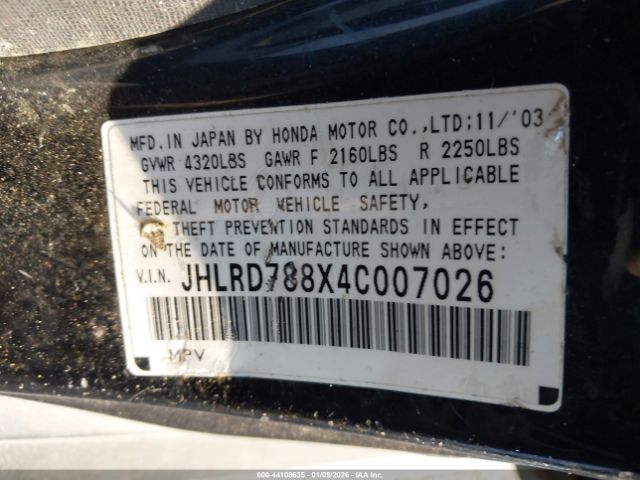 MFD.IN JAPAN BY HONDA MOTOR CO.,LTD;11/'03
GVWR 4320LBS GAWR F 2160LBS R 2250LBS
THIS VEHICLE CONFORMS TO ALL APPLICABLE
FEDERAL MOTOR VEHICLE SAFETY,
THEFT PREVENTION STANDARDS IN EFFECT
ON THE DATE OF MANUFACTURE SHOWN ABOVE:
V.I.N. JHLRD788X4C007026
MPV
000-44108635 - 01/09/2026 - © IAA Holdings, LLC